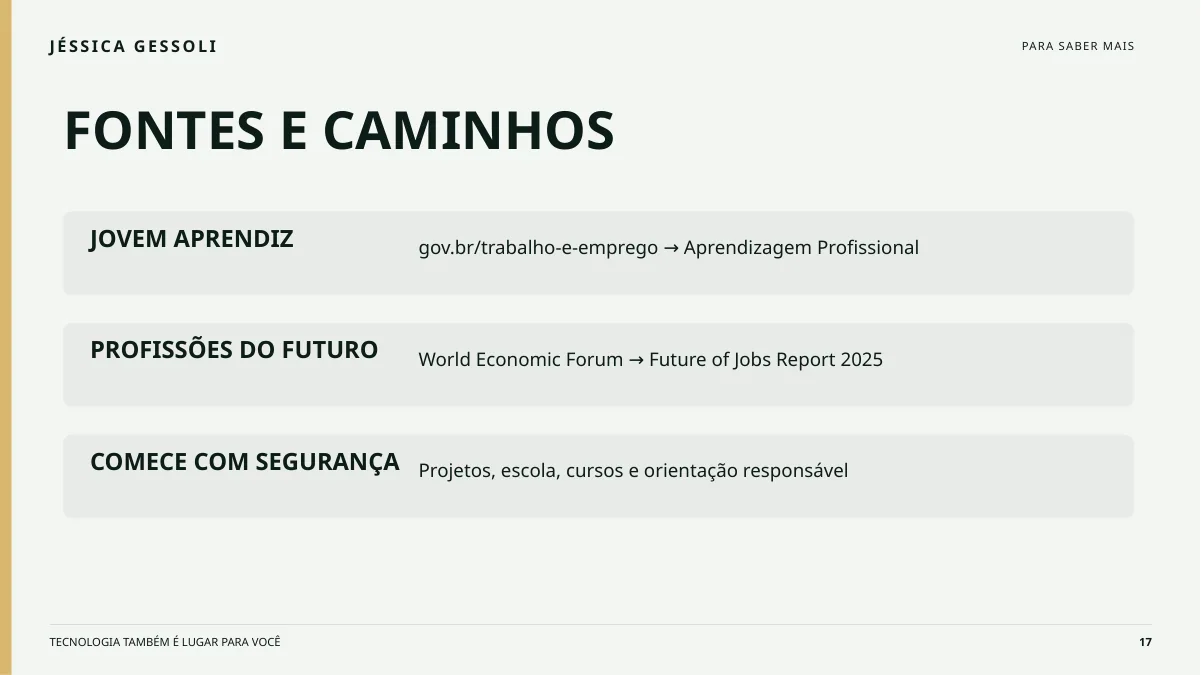 JÉSSICA GESSOLI
PARA SABER MAIS
FONTES E CAMINHOS
JOVEM APRENDIZ
gov.br/trabalho-e-emprego → Aprendizagem Profissional
PROFISSÕES DO FUTURO
World Economic Forum → Future of Jobs Report 2025
COMECE COM SEGURANÇA
Projetos, escola, cursos e orientação responsável
TECNOLOGIA TAMBÉM É LUGAR PARA VOCÊ
17